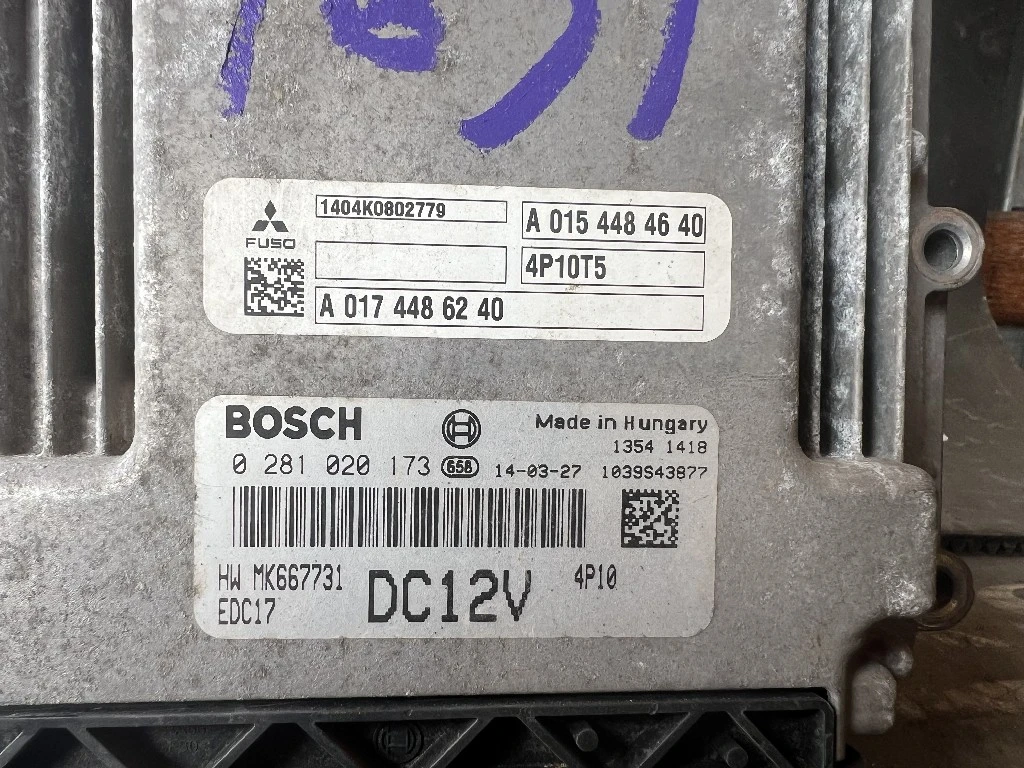 1404K0802779
A 015 448 46 40
FUSO
4P10T5
A 017 448 62 40
BOSCH
Made in Hungary
1354 1418
0 281 020 173 658 14-03-27 1039S43877
HW MK667731
DC12V
4P10
EDC17